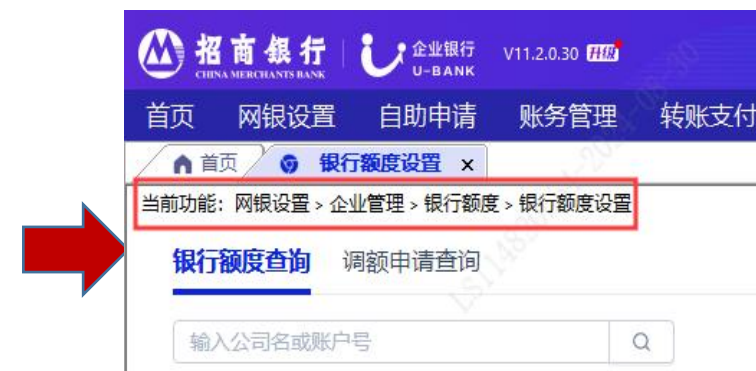 招商银行 企业银行 V11.2.0.30 升级
CHINA MERCHANTS BANK U-BANK
首页 网银设置 自助申请 账务管理 转账支付
首页 银行额度设置 x
当前功能：网银设置 > 企业管理 > 银行额度 > 银行额度设置
银行额度查询 调额申请查询
输入公司名或账户号